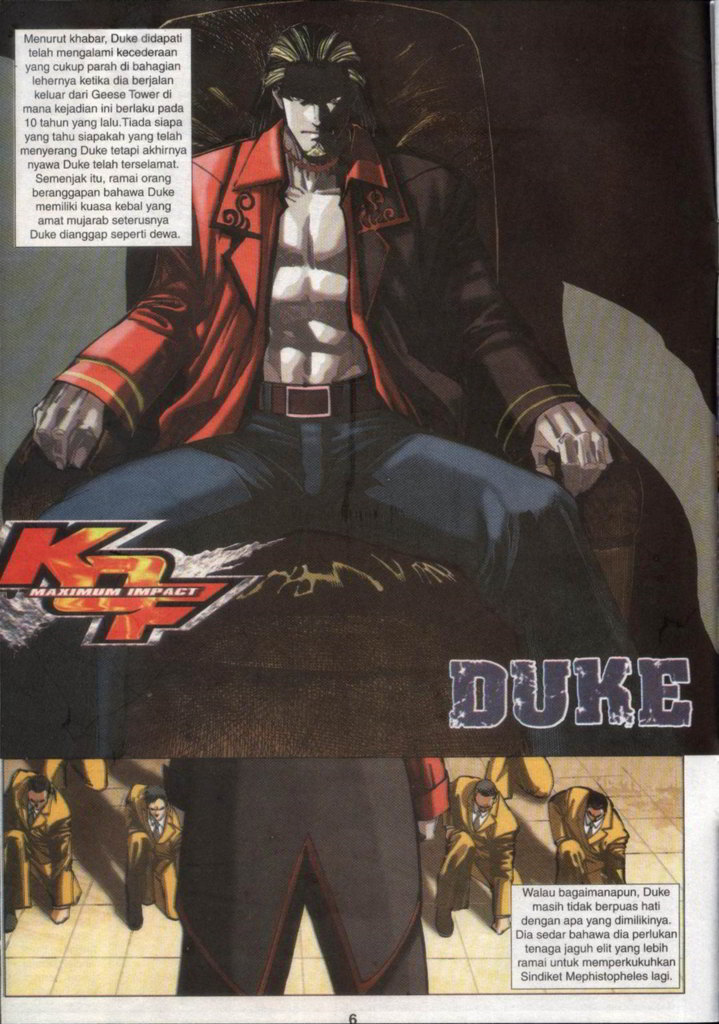 Menurut khabar, Duke didapati
telah mengalami kecederaan
yang cukup parah di bahagian
lehernya ketika dia berjalan
keluar dari Geese Tower di
mana kejadian ini berlaku pada
10 tahun yang lalu.Tiada siapa
yang tahu siapakah yang telah
menyerang Duke tetapi akhirnya
nyawa Duke telah terselamat.
Semenjak itu, ramai orang
beranggapan bahawa Duke
memiliki kuasa kebal yang
amat mujarab seterusnya
Duke dianggap seperti dewa.
KOF
MAXIMUM IMPACT
DUKE
Walau bagaimanapun, Duke
masih tidak berpuas hati
dengan apa yang dimilikinya.
Dia sedar bahawa dia perlukan
tenaga jaguh elit yang lebih
ramai untuk memperkukuhkan
Sindiket Mephistopheles lagi.
6